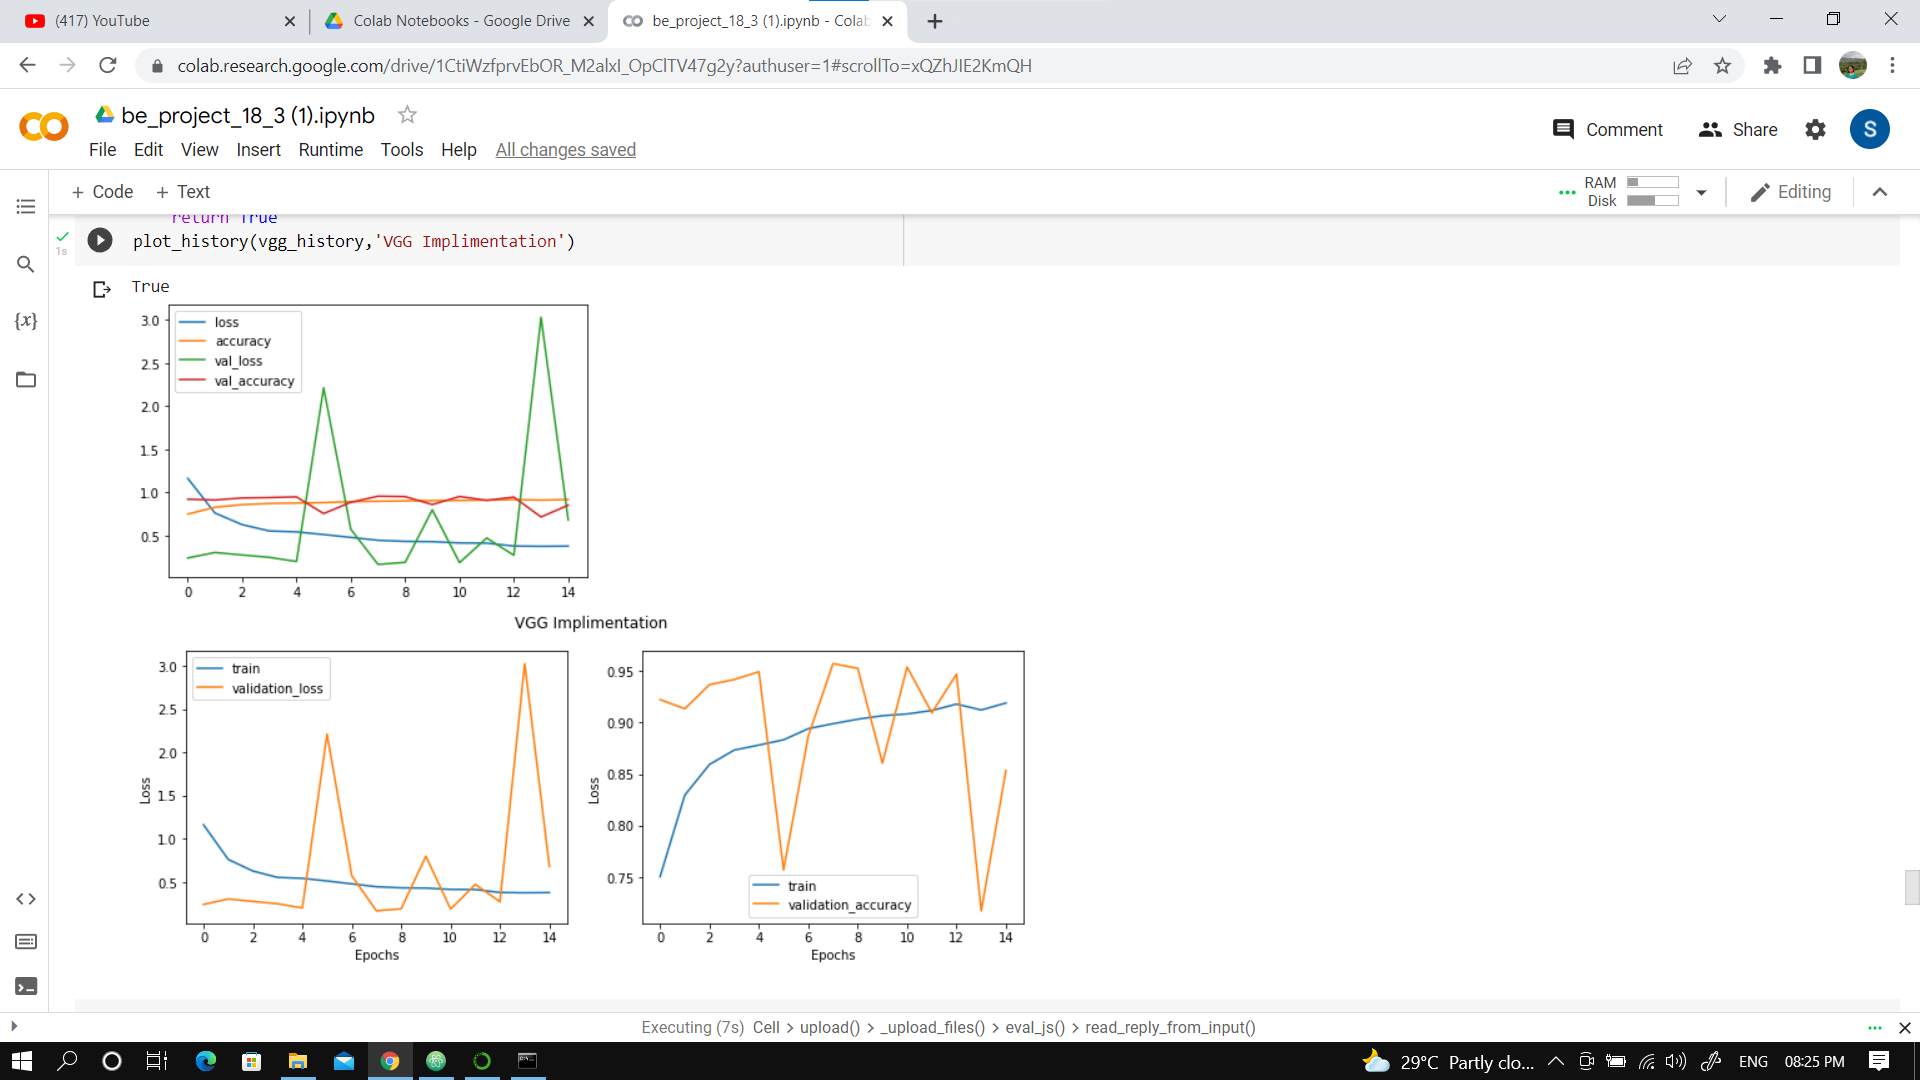 (417) YouTube
Colab Notebooks - Google Drive
be_project_18_3 (1).ipynb - Colab
colab.research.google.com/drive/1CtiWzfprvEbOR_M2alxI_OpClTV47g2y?authuser=1#scrollTo=xQZhJIE2KmQH
be_project_18_3 (1).ipynb
File Edit View Insert Runtime Tools Help All changes saved
Comment Share S
+ Code + Text
RAM
Disk
Editing
return True
1s
plot_history(vgg_history,'VGG Implimentation')
{x}
True
loss
accuracy
val_loss
val_accuracy
3.0
2.5
2.0
1.5
1.0
0.5
0 2 4 6 8 10 12 14
VGG Implimentation
train
validation_loss
3.0
2.5
2.0
1.5
1.0
0.5
Loss
0 2 4 6 8 10 12 14
Epochs
0.95
0.90
0.85
0.80
0.75
Loss
train
validation_accuracy
0 2 4 6 8 10 12 14
Epochs
Executing (7s) Cell > upload() > _upload_files() > eval_js() > read_reply_from_input()
29°C Partly clo... ENG 08:25 PM